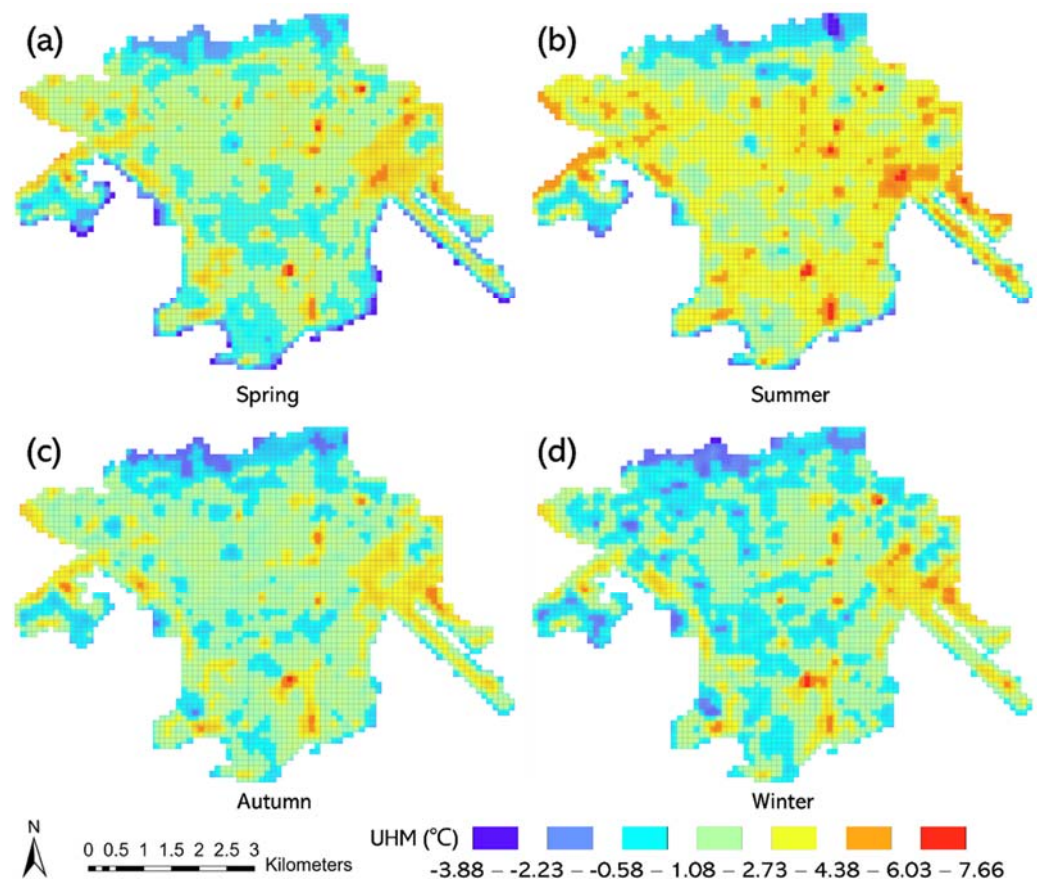 (a)
(b)
Spring
Summer
(c)
(d)
Autumn
Winter
N
0 0.5 1 1.5 2 2.5 3
Kilometers
UHM (°C)
-3.88 – -2.23 – -0.58 – 1.08 – 2.73 – 4.38 – 6.03 – 7.66